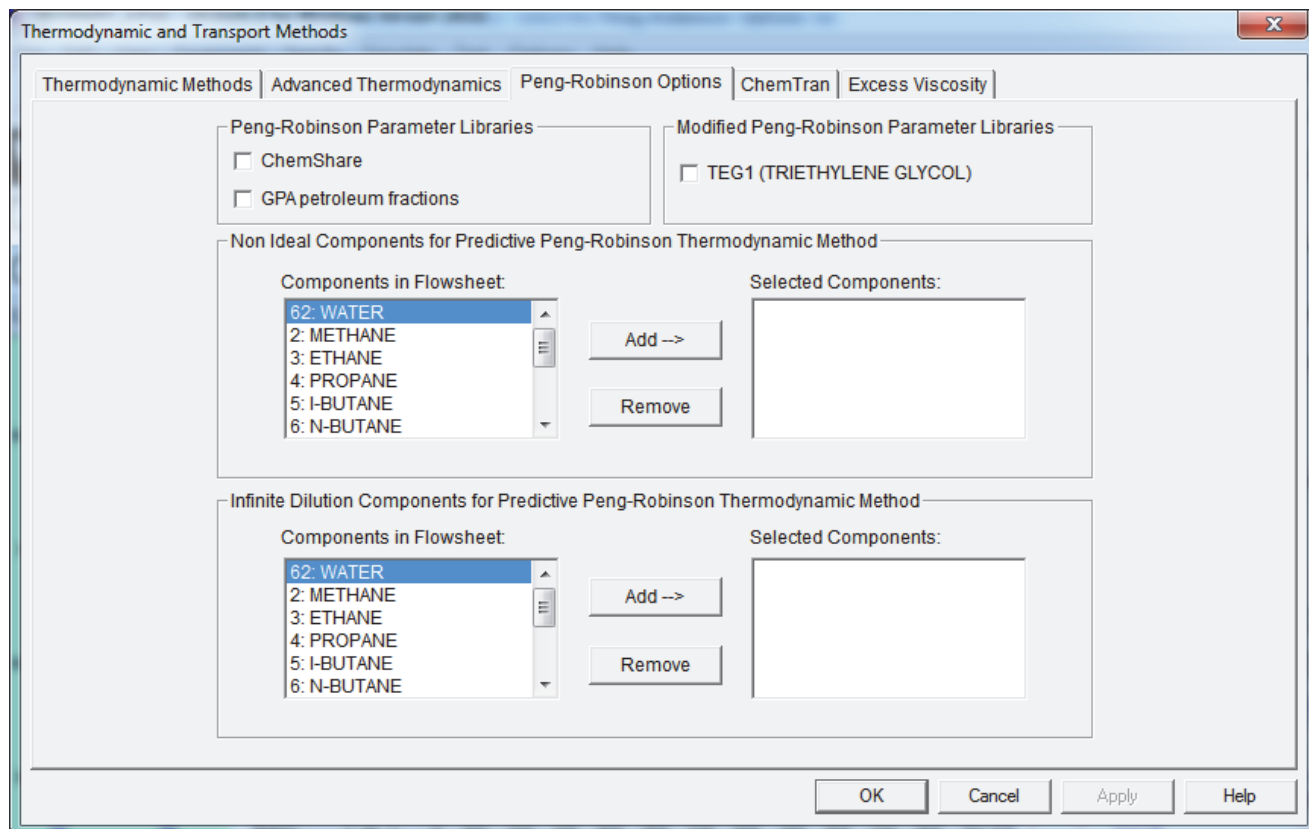 Thermodynamic and Transport Methods
Thermodynamic Methods Advanced Thermodynamics Peng-Robinson Options ChemTran Excess Viscosity
Peng-Robinson Parameter Libraries
ChemShare
GPA petroleum fractions
Modified Peng-Robinson Parameter Libraries
TEG1 (TRIETHYLENE GLYCOL)
Non Ideal Components for Predictive Peng-Robinson Thermodynamic Method
Components in Flowsheet:
62: WATER
2: METHANE
3: ETHANE
4: PROPANE
5: I-BUTANE
6: N-BUTANE
Add -->
Remove
Selected Components:
Infinite Dilution Components for Predictive Peng-Robinson Thermodynamic Method
Components in Flowsheet:
62: WATER
2: METHANE
3: ETHANE
4: PROPANE
5: I-BUTANE
6: N-BUTANE
Add -->
Remove
Selected Components:
OK Cancel Apply Help